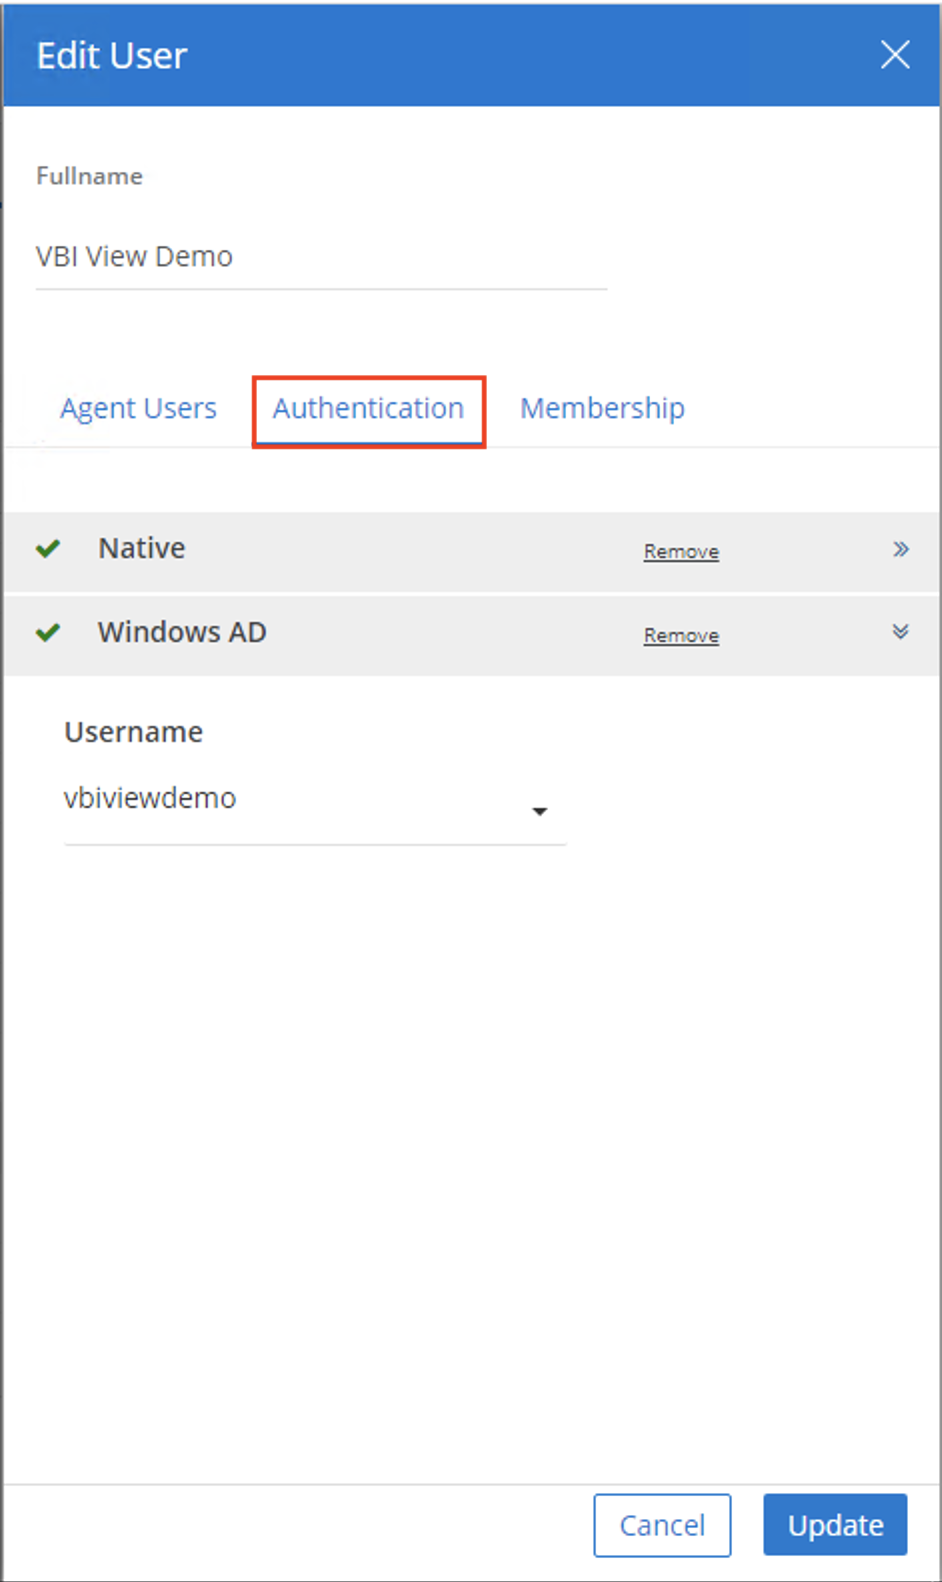 Edit User
Fullname
VBI View Demo
Agent Users Authentication Membership
Native Remove
Windows AD Remove
Username
vbiviewdemo
Cancel Update